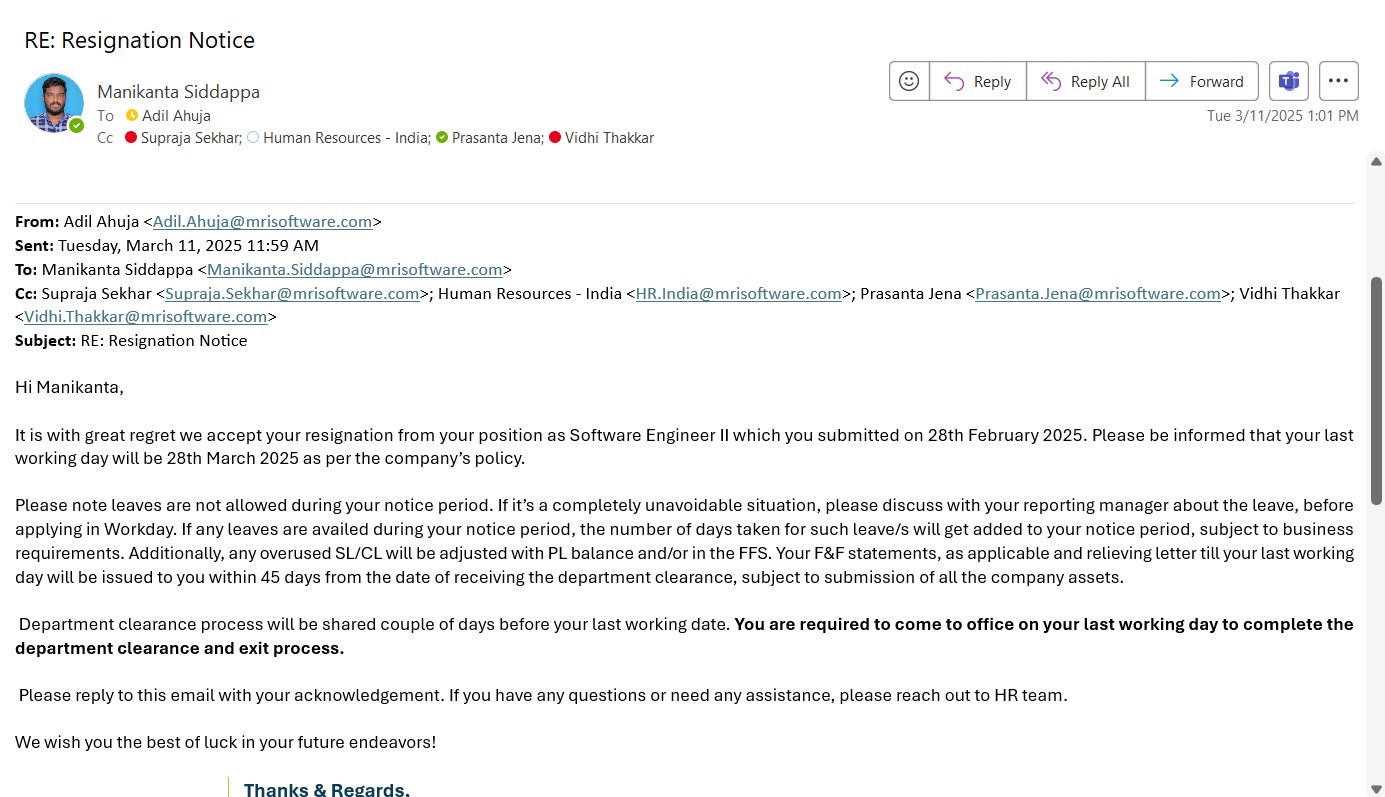 RE: Resignation Notice
Manikanta Siddappa
To Adil Ahuja
Cc Supraja Sekhar; Human Resources - India; Prasanta Jena; Vidhi Thakkar
Reply Reply All Forward
Tue 3/11/2025 1:01 PM
From: Adil Ahuja <Adil.Ahuja@mrisoftware.com>
Sent: Tuesday, March 11, 2025 11:59 AM
To: Manikanta Siddappa <Manikanta.Siddappa@mrisoftware.com>
Cc: Supraja Sekhar <Supraja.Sekhar@mrisoftware.com>; Human Resources - India <HR.India@mrisoftware.com>; Prasanta Jena <Prasanta.Jena@mrisoftware.com>; Vidhi Thakkar
<Vidhi.Thakkar@mrisoftware.com>
Subject: RE: Resignation Notice
Hi Manikanta,
It is with great regret we accept your resignation from your position as Software Engineer II which you submitted on 28th February 2025. Please be informed that your last
working day will be 28th March 2025 as per the company’s policy.
Please note leaves are not allowed during your notice period. If it’s a completely unavoidable situation, please discuss with your reporting manager about the leave, before
applying in Workday. If any leaves are availed during your notice period, the number of days taken for such leave/s will get added to your notice period, subject to business
requirements. Additionally, any overused SL/CL will be adjusted with PL balance and/or in the FFS. Your F&F statements, as applicable and relieving letter till your last working
day will be issued to you within 45 days from the date of receiving the department clearance, subject to submission of all the company assets.
Department clearance process will be shared couple of days before your last working date. You are required to come to office on your last working day to complete the
department clearance and exit process.
Please reply to this email with your acknowledgement. If you have any questions or need any assistance, please reach out to HR team.
We wish you the best of luck in your future endeavors!
Thanks & Regards,